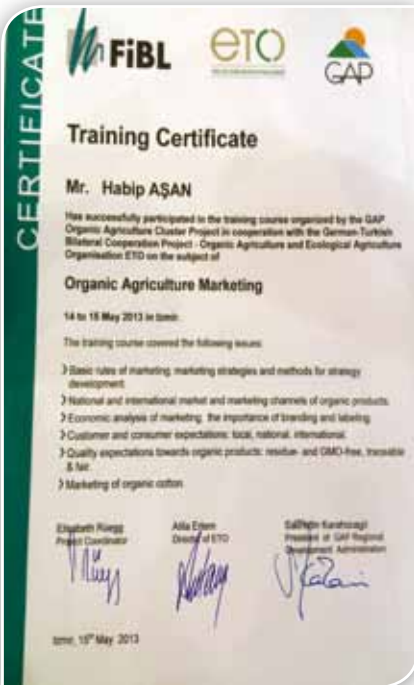 CERTIFICATE
FiBL
eTO
GAP
Training Certificate
Mr. Habip AŞAN
Has successfully participated in the training course organized by the GAP
Organic Agriculture Cluster Project in cooperation with the German-Turkish
Bilateral Cooperation Project - Organic Agriculture and Ecological Agriculture
Organisation ETO on the subject of
Organic Agriculture Marketing
14 to 15 May 2013 in Izmir.
The training course covered the following issues:
Basic rules of marketing, marketing strategies and methods for strategy
development.
National and international market and marketing channels of organic products.
Economic analysis of marketing, the importance of branding and labeling.
Customer and consumer expectations: local, national, international.
Quality expectations towards organic products: residue- and GMO-free, traceable
& fair.
Marketing of organic cotton.
Elisabeth Rüegg
Project Coordinator
Atila Ertem
Director of ETO
Karahocagil
President of GAP Regional
Development Administration
Izmir, 15th May 2013